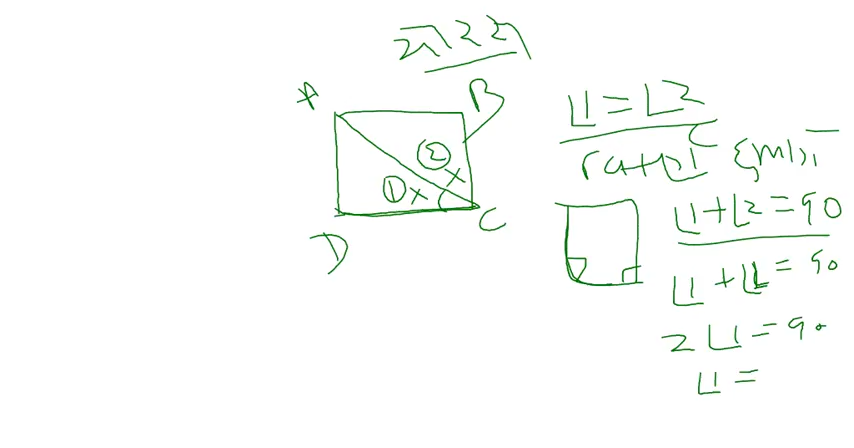 A
B
① x
② x
D
C
∠1 = ∠2
∠1 + ∠2 = 90
∠1 + ∠1 = 90
2 ∠1 = 90
∠1 =